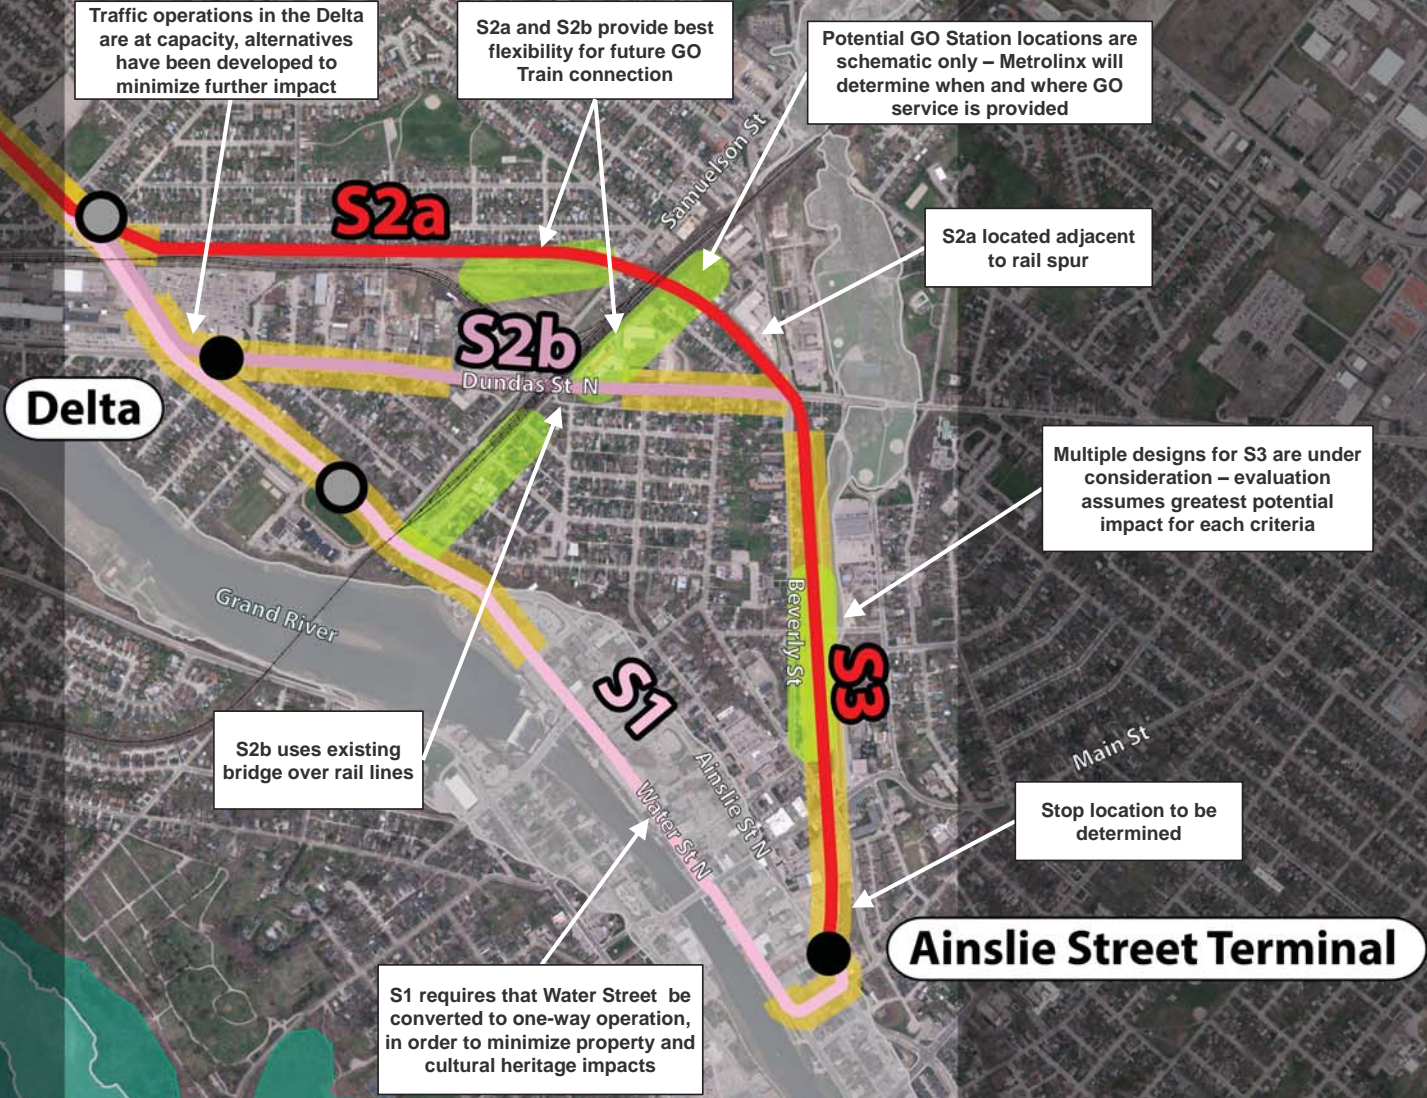 Traffic operations in the Delta
are at capacity, alternatives
have been developed to
minimize further impact
S2a and S2b provide best
flexibility for future GO
Train connection
Potential GO Station locations are
schematic only – Metrolinx will
determine when and where GO
service is provided
Samuelson St
S2a
S2a located adjacent
to rail spur
S2b
Dundas St N
Delta
Multiple designs for S3 are under
consideration – evaluation
assumes greatest potential
impact for each criteria
Grand River
Beverly St
S3
S1
S2b uses existing
bridge over rail lines
Main St
Ainslie St N
Water St N
Stop location to be
determined
Ainslie Street Terminal
S1 requires that Water Street be
converted to one-way operation,
in order to minimize property and
cultural heritage impacts